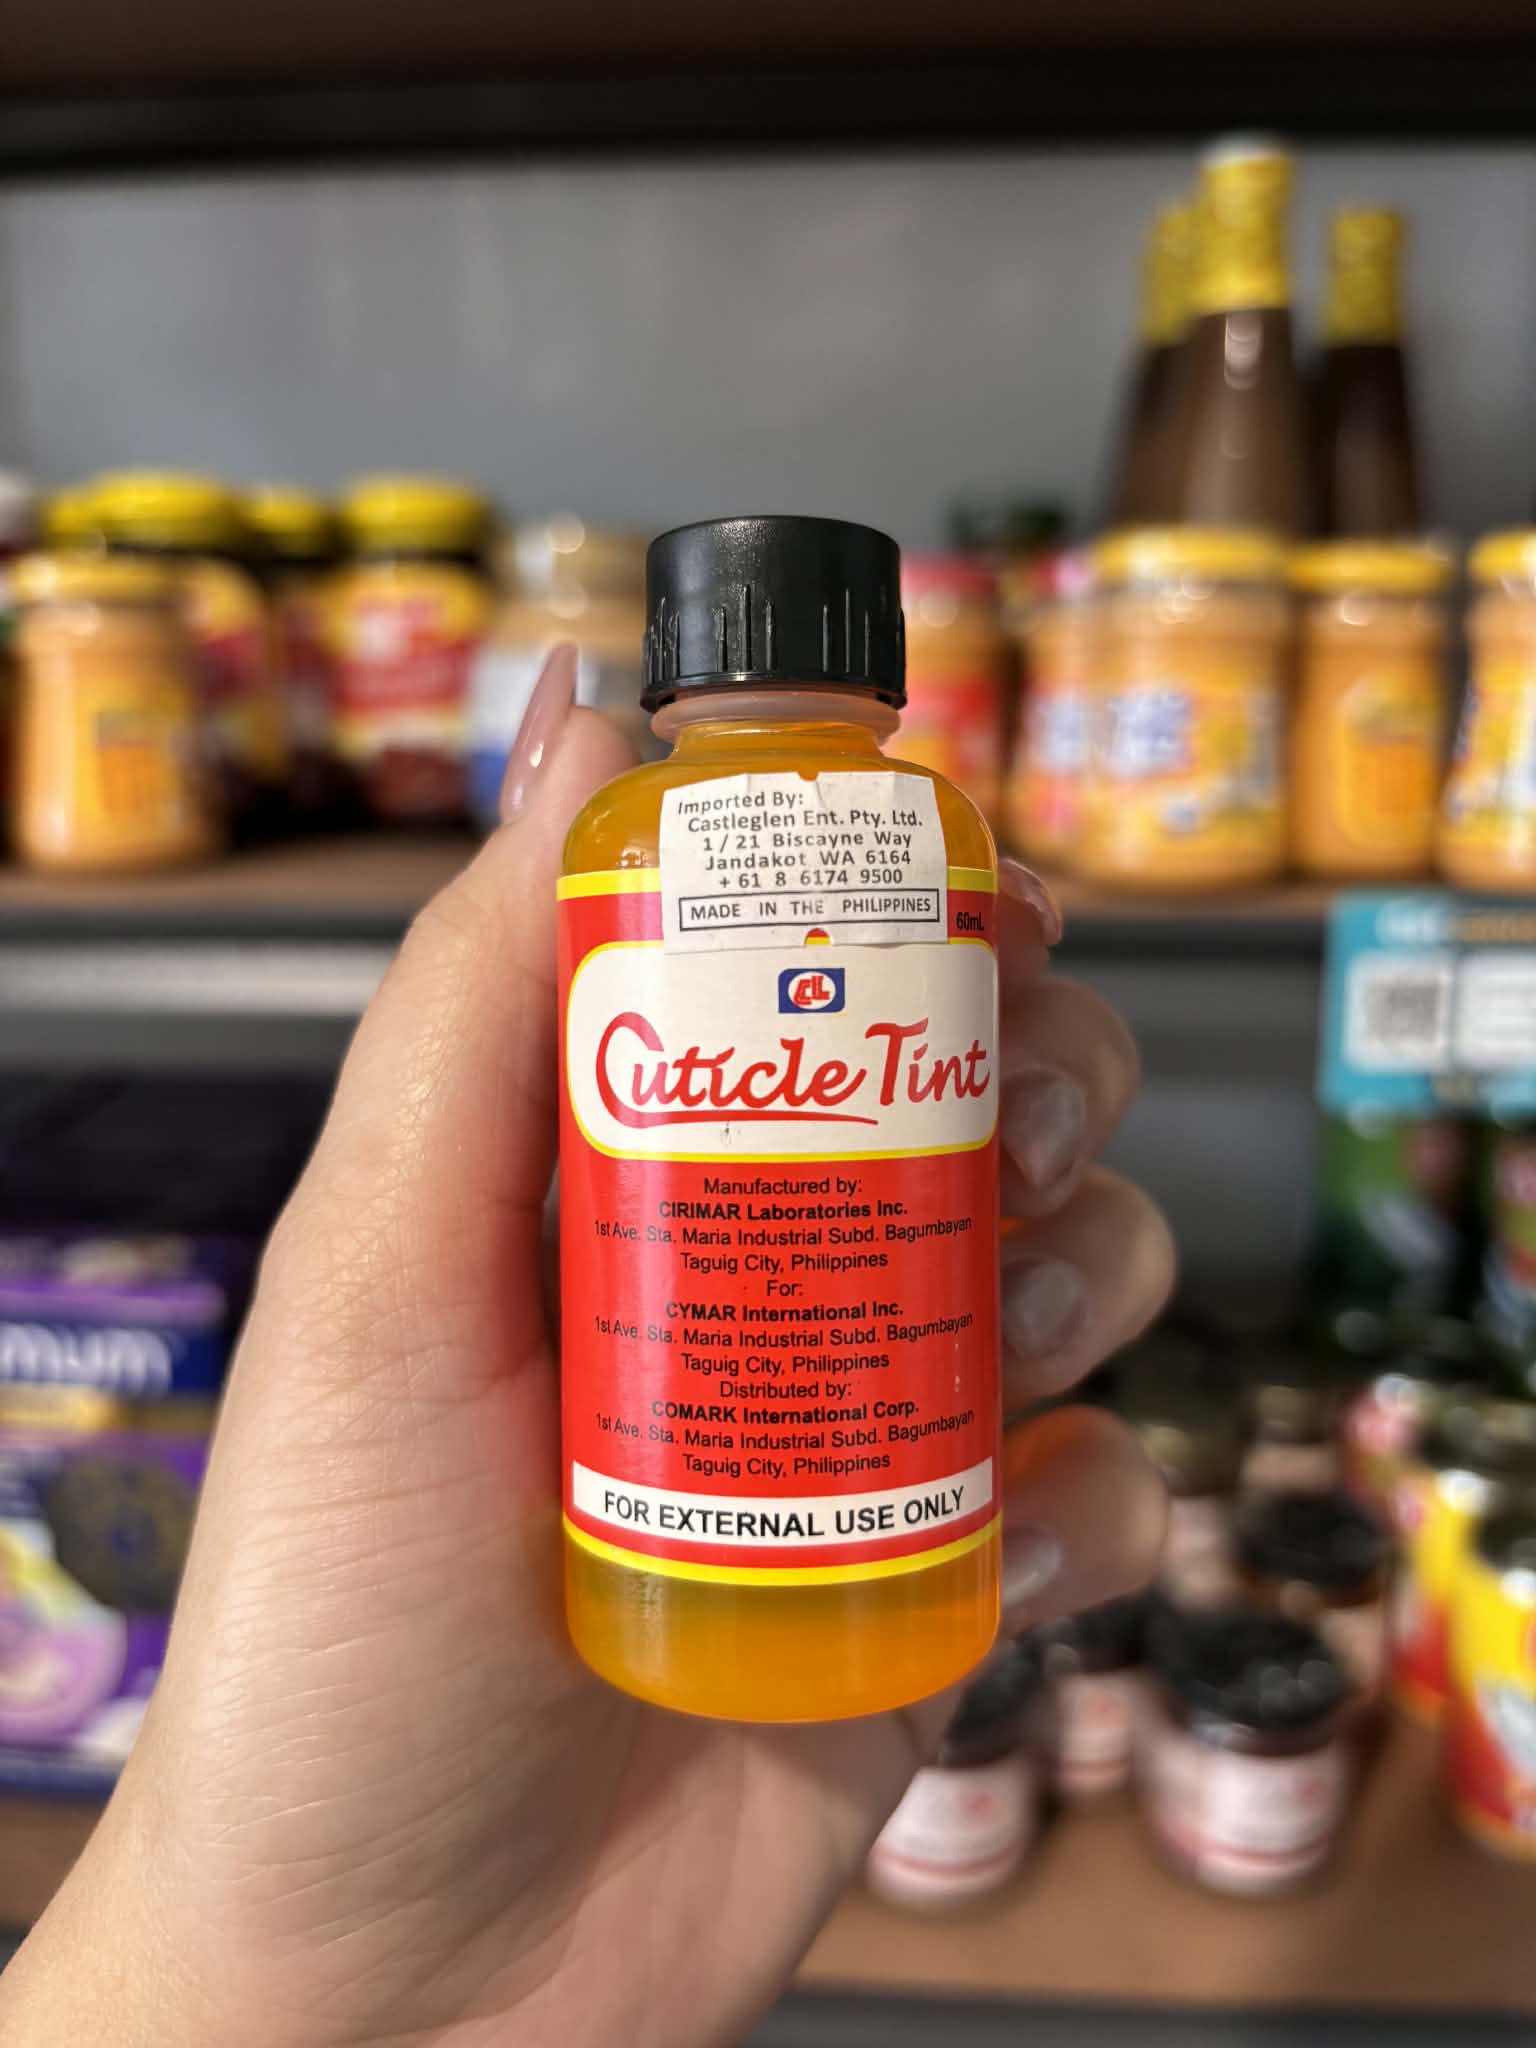 Imported By:
Castleglen Ent. Pty. Ltd.
1 / 21 Biscayne Way
Jandakot WA 6164
+ 61 8 6174 9500
MADE IN THE PHILIPPINES
60mL
CLL
Cuticle Tint
Manufactured by:
CIRIMAR Laboratories Inc.
1st Ave. Sta. Maria Industrial Subd. Bagumbayan
Taguig City, Philippines
For:
CYMAR International Inc.
1st Ave. Sta. Maria Industrial Subd. Bagumbayan
Taguig City, Philippines
Distributed by:
COMARK International Corp.
1st Ave. Sta. Maria Industrial Subd. Bagumbayan
Taguig City, Philippines
FOR EXTERNAL USE ONLY